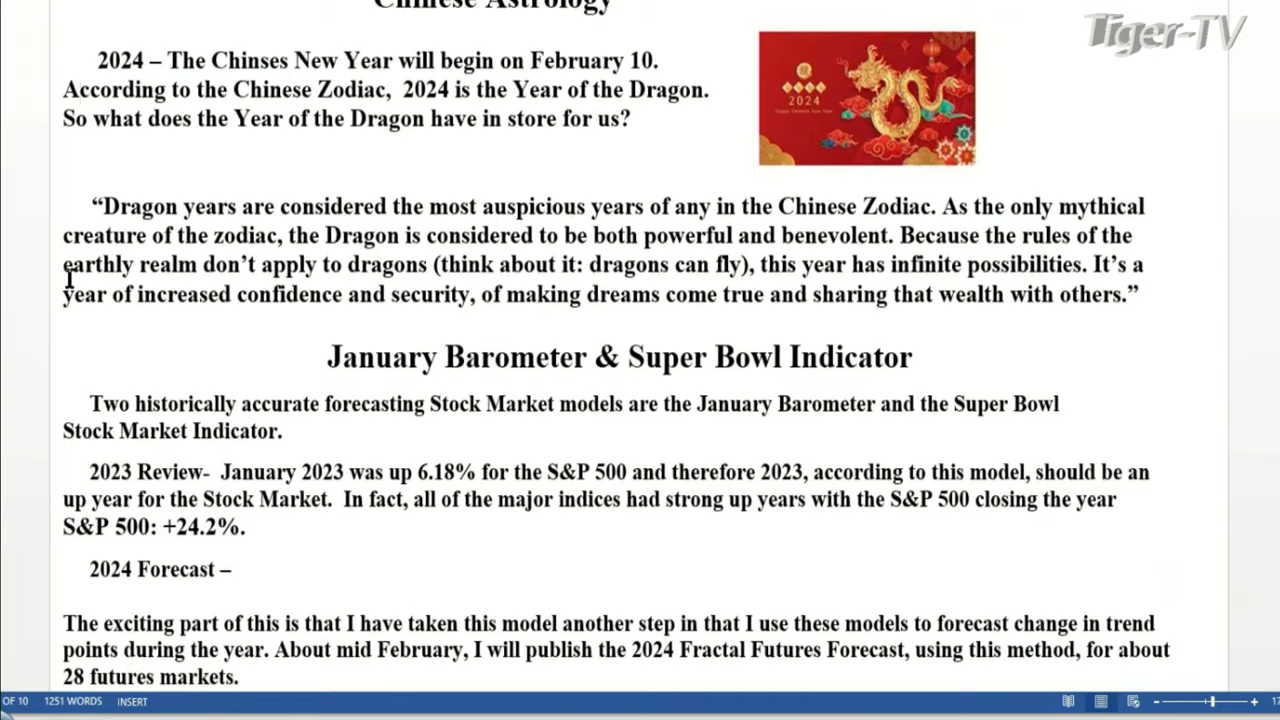 Chinese Astrology
Tiger-TV
2024 – The Chinses New Year will begin on February 10.
According to the Chinese Zodiac, 2024 is the Year of the Dragon.
So what does the Year of the Dragon have in store for us?
2024
“Dragon years are considered the most auspicious years of any in the Chinese Zodiac. As the only mythical
creature of the zodiac, the Dragon is considered to be both powerful and benevolent. Because the rules of the
earthly realm don’t apply to dragons (think about it: dragons can fly), this year has infinite possibilities. It’s a
year of increased confidence and security, of making dreams come true and sharing that wealth with others.”
January Barometer & Super Bowl Indicator
Two historically accurate forecasting Stock Market models are the January Barometer and the Super Bowl
Stock Market Indicator.
2023 Review- January 2023 was up 6.18% for the S&P 500 and therefore 2023, according to this model, should be an
up year for the Stock Market. In fact, all of the major indices had strong up years with the S&P 500 closing the year
S&P 500: +24.2%.
2024 Forecast –
The exciting part of this is that I have taken this model another step in that I use these models to forecast change in trend
points during the year. About mid February, I will publish the 2024 Fractal Futures Forecast, using this method, for about
28 futures markets.
OF 10 1251 WORDS INSERT